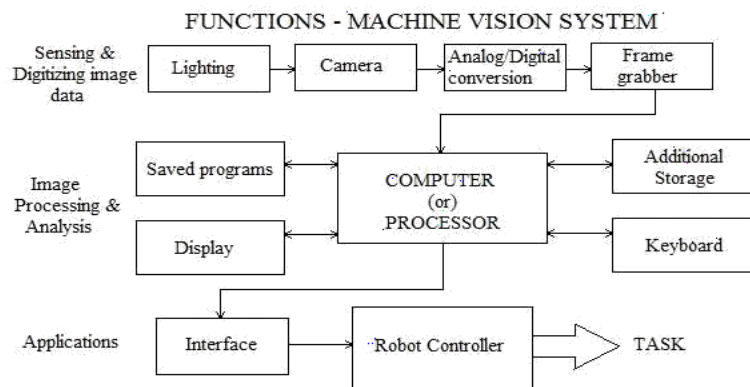 FUNCTIONS - MACHINE VISION SYSTEM
Sensing &
Digitizing image
data
Lighting
Camera
Analog/Digital
conversion
Frame
grabber
Image
Processing &
Analysis
Saved programs
Display
COMPUTER
(or)
PROCESSOR
Additional
Storage
Keyboard
Applications
Interface
Robot Controller
TASK